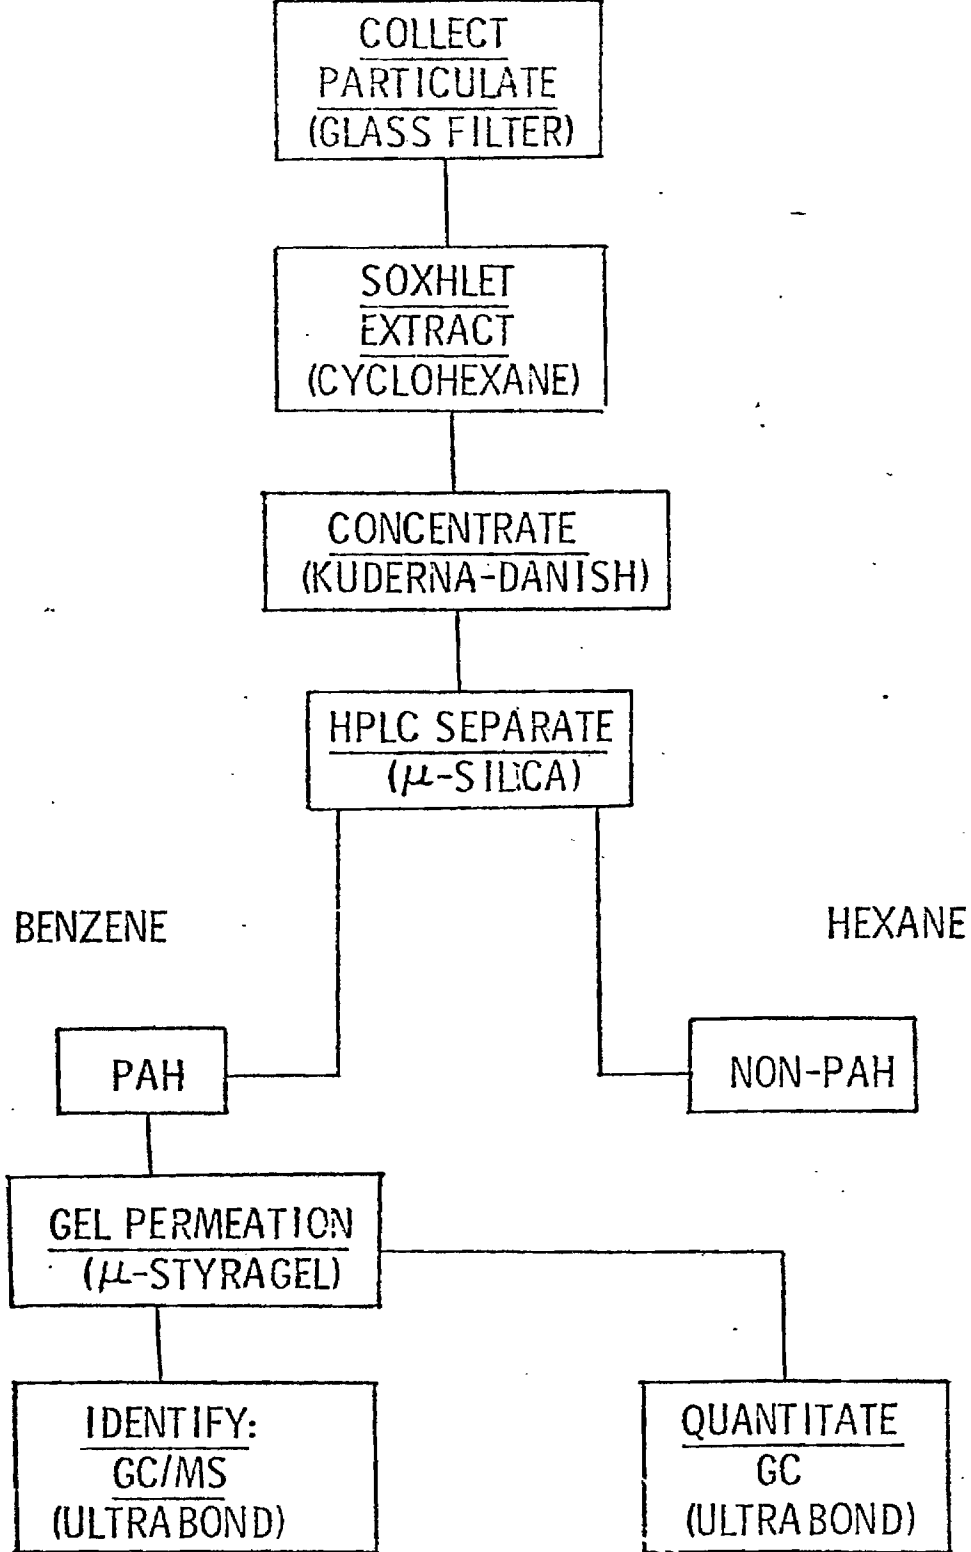 COLLECT
PARTICULATE
(GLASS FILTER)
SOXHLET
EXTRACT
(CYCLOHEXANE)
CONCENTRATE
(KUDERNA-DANISH)
HPLC SEPARATE
(μ-SILICA)
BENZENE
HEXANE
PAH
NON-PAH
GEL PERMEATION
(μ-STYRAGEL)
IDENTIFY:
GC/MS
(ULTRABOND)
QUANTITATE
GC
(ULTRABOND)